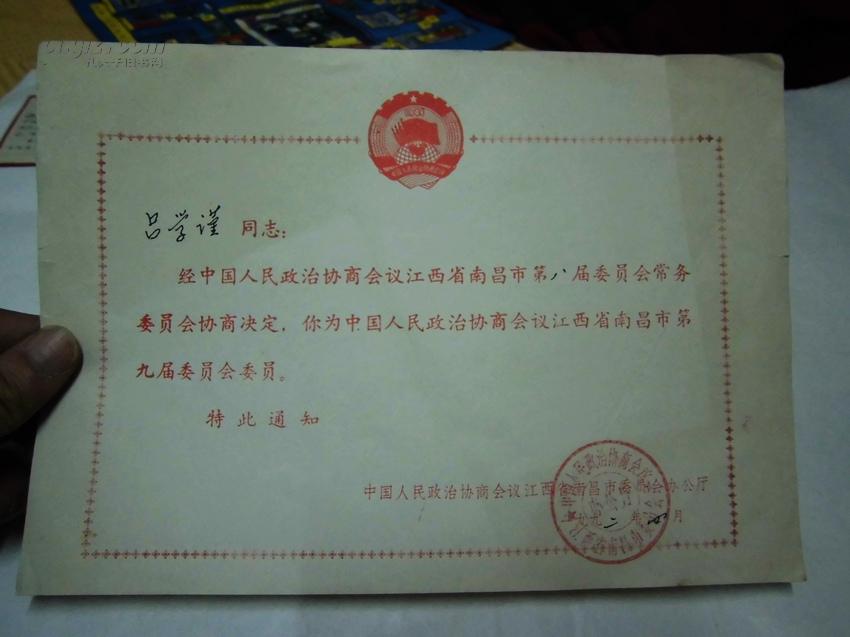 吕学谨 同志：
经中国人民政治协商会议江西省南昌市第八届委员会常务
委员会协商决定，你为中国人民政治协商会议江西省南昌市第
九届委员会委员。
特此通知
中国人民政治协商会议江西省南昌市委员会办公厅
九二年 月